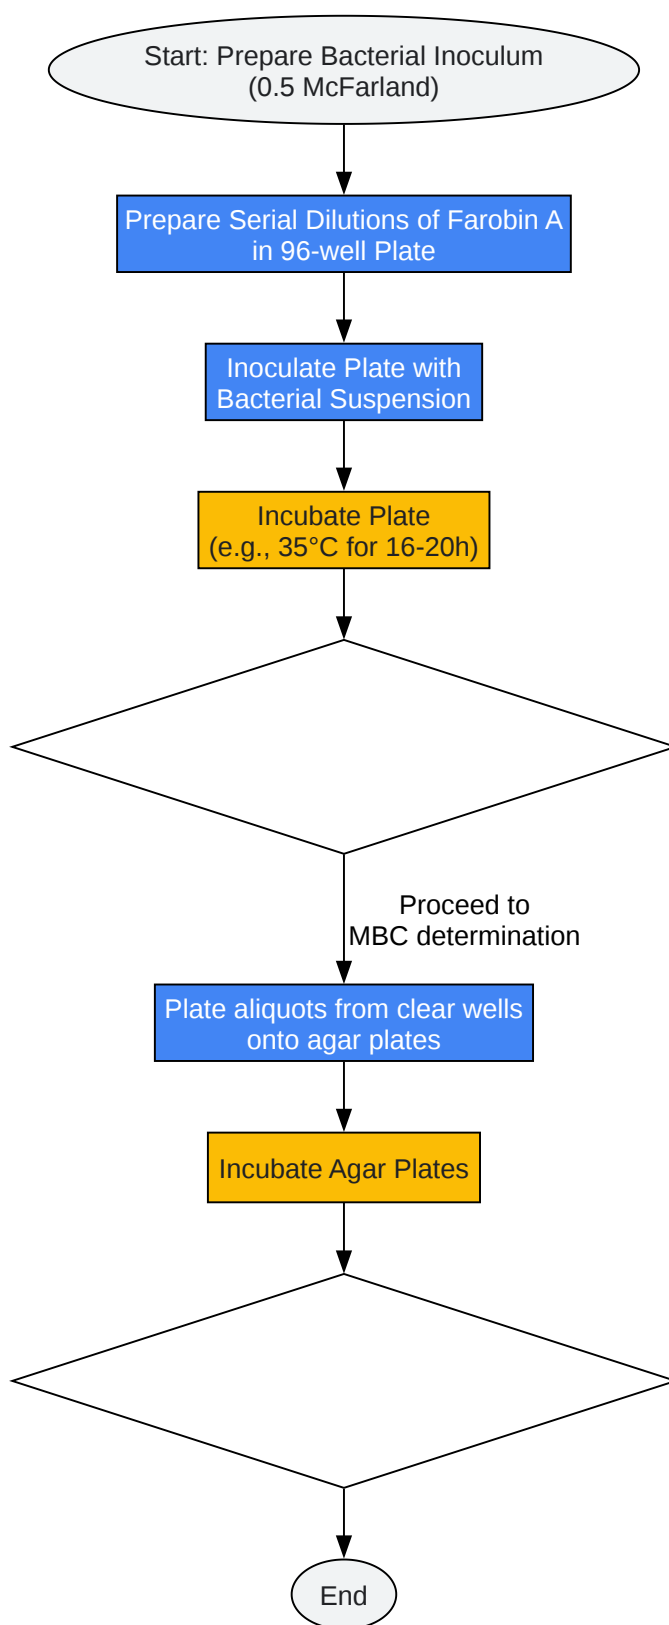 Start: Prepare Bacterial Inoculum
(0.5 McFarland)
Prepare Serial Dilutions of Farobin A
in 96-well Plate
Inoculate Plate with
Bacterial Suspension
Incubate Plate
(e.g., 35°C for 16-20h)
Proceed to
MBC determination
Plate aliquots from clear wells
onto agar plates
Incubate Agar Plates
End